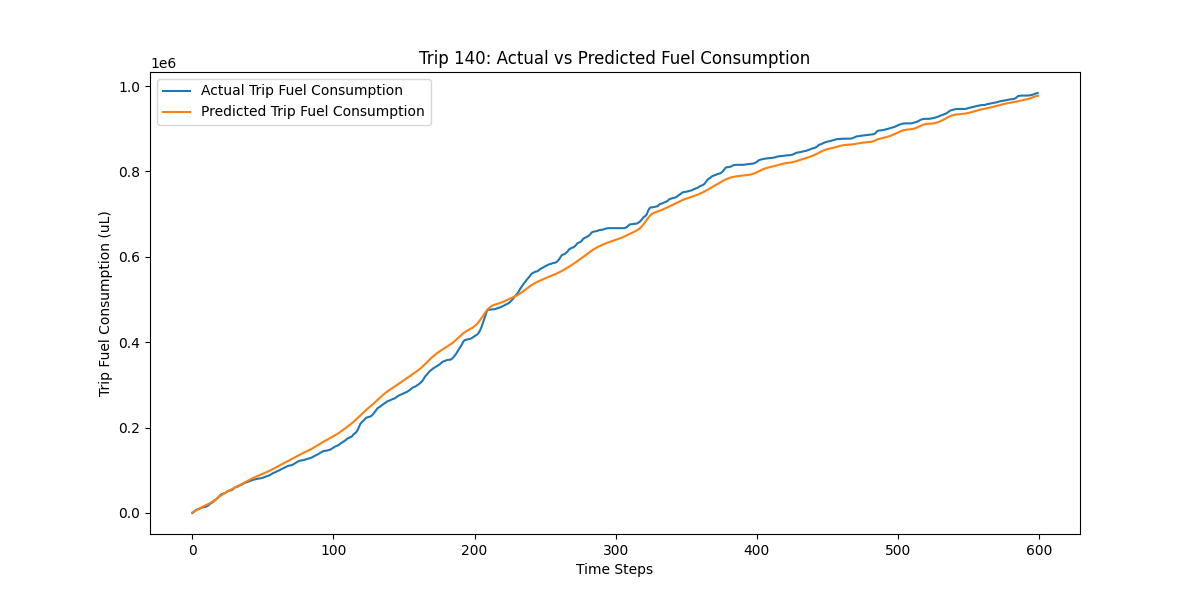 Trip 140: Actual vs Predicted Fuel Consumption
1e6
Actual Trip Fuel Consumption
Predicted Trip Fuel Consumption
1.0
0.8
0.6
0.4
0.2
0.0
Trip Fuel Consumption (uL)
0 100 200 300 400 500 600
Time Steps